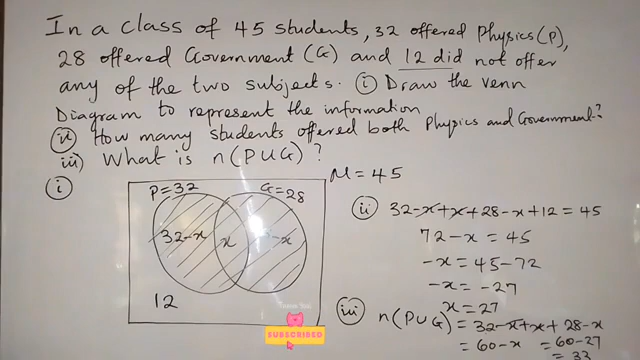 In a class of 45 students, 32 offered Physics (P),
28 offered Government (G) and 12 did not offer
any of the two subjects. (i) Draw the venn
Diagram to represent the information
(ii) How many students offered both Physics and Government?
iii) What is n(PUG)?
(i)
P=32
G=28
M=45
32-x
x
-x
12
(ii) 32-x+x+28-x+12=45
72-x=45
-x=45-72
-x=-27
x=27
(iii) n(PUG)=32-x+x+28-x
=60-x =60-27
=33
SUBSCRIBED